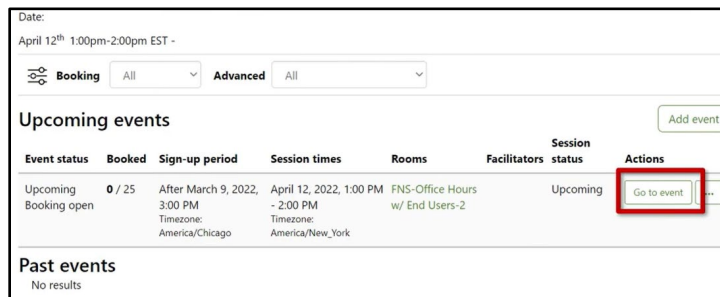 Date:
April 12th 1:00pm-2:00pm EST -
Booking All Advanced All
Upcoming events
Add event
Event status Booked Sign-up period Session times Rooms Facilitators Session status Actions
Upcoming
Booking open
0 / 25
After March 9, 2022,
3:00 PM
Timezone:
America/Chicago
April 12, 2022, 1:00 PM
- 2:00 PM
Timezone:
America/New_York
FNS-Office Hours
w/ End Users-2
Upcoming
Go to event
...
Past events
No results